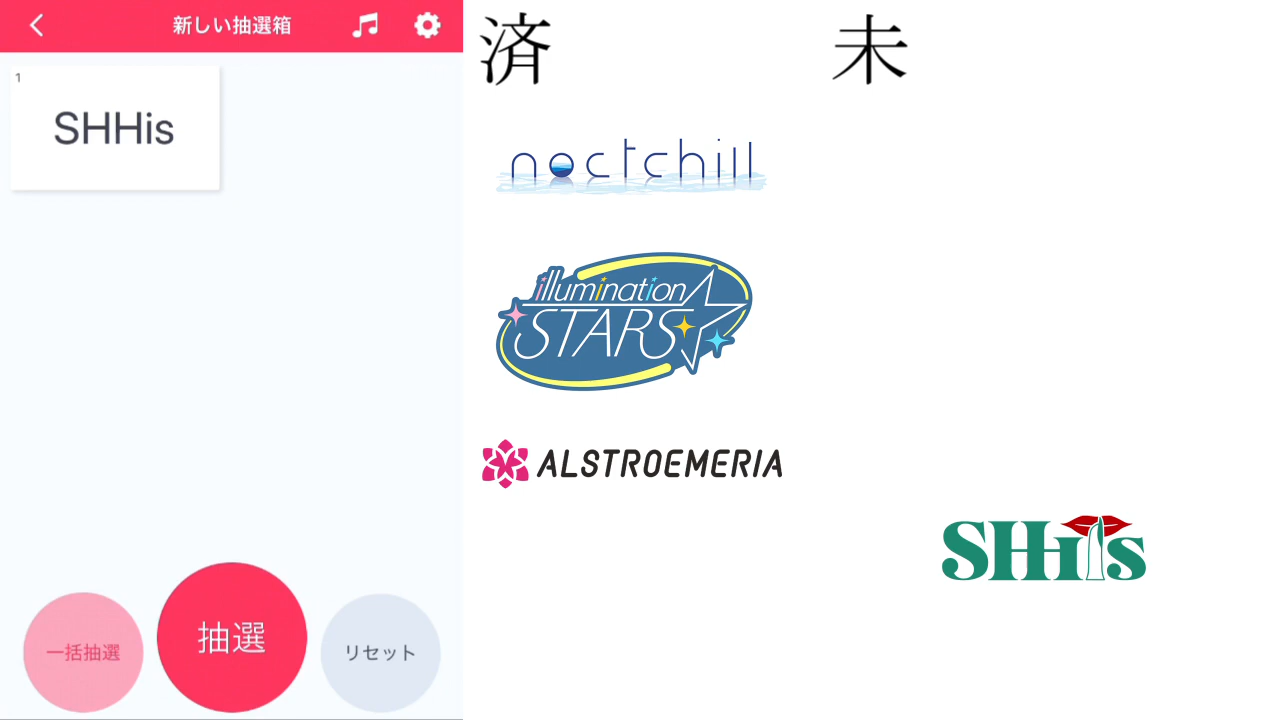 新しい抽選箱
1
SHHis
一括抽選
抽選
リセット
済
未
noctchill
illumination
STARS
ALSTROEMERIA
SHHis